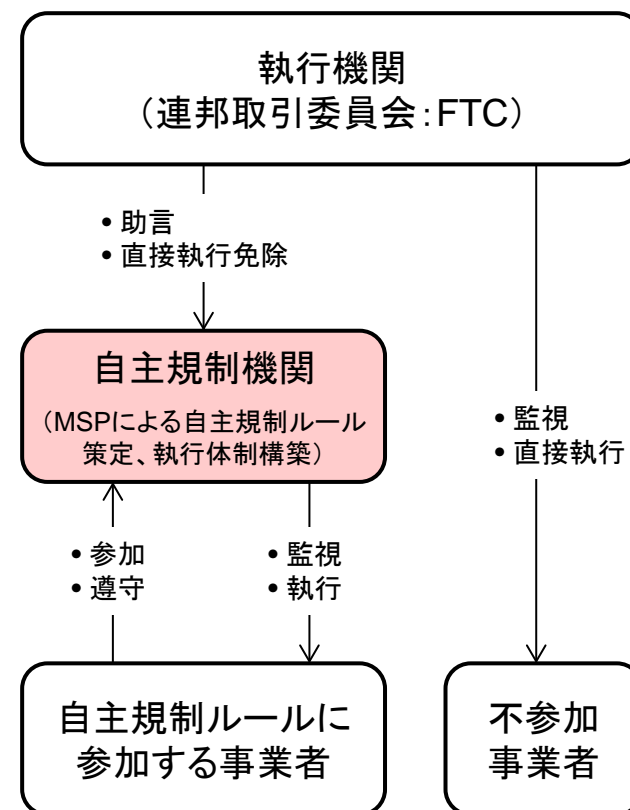 執行機関
（連邦取引委員会：FTC）
• 助言
• 直接執行免除
自主規制機関
（MSPによる自主規制ルール
策定、執行体制構築）
• 監視
• 直接執行
• 参加
• 遵守
• 監視
• 執行
自主規制ルールに
参加する事業者
不参加
事業者